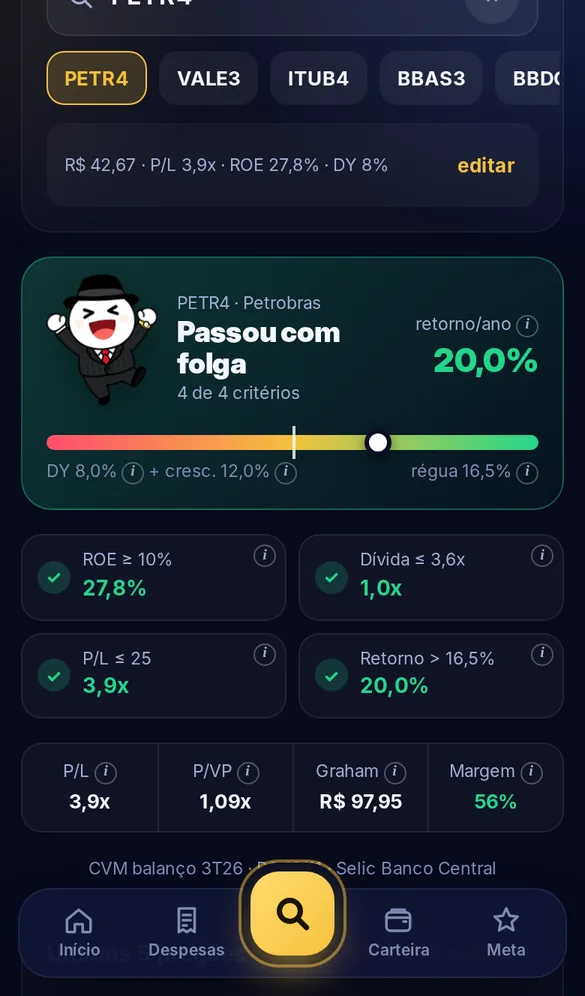 PETR4
PETR4 VALE3 ITUB4 BBAS3
R$ 42,67 · P/L 3,9x · ROE 27,8% · DY 8% editar
PETR4 · Petrobras
Passou com
folga
4 de 4 critérios
retorno/ano i
20,0%
DY 8,0% i + cresc. 12,0% i régua 16,5% i
ROE ≥ 10% i
27,8%
Dívida ≤ 3,6x i
1,0x
P/L ≤ 25 i
3,9x
Retorno > 16,5% i
20,0%
P/L i P/VP i Graham i Margem i
3,9x 1,09x R$ 97,95 56%
CVM balanço 3T26 · · Selic Banco Central
Início Despesas Carteira Meta